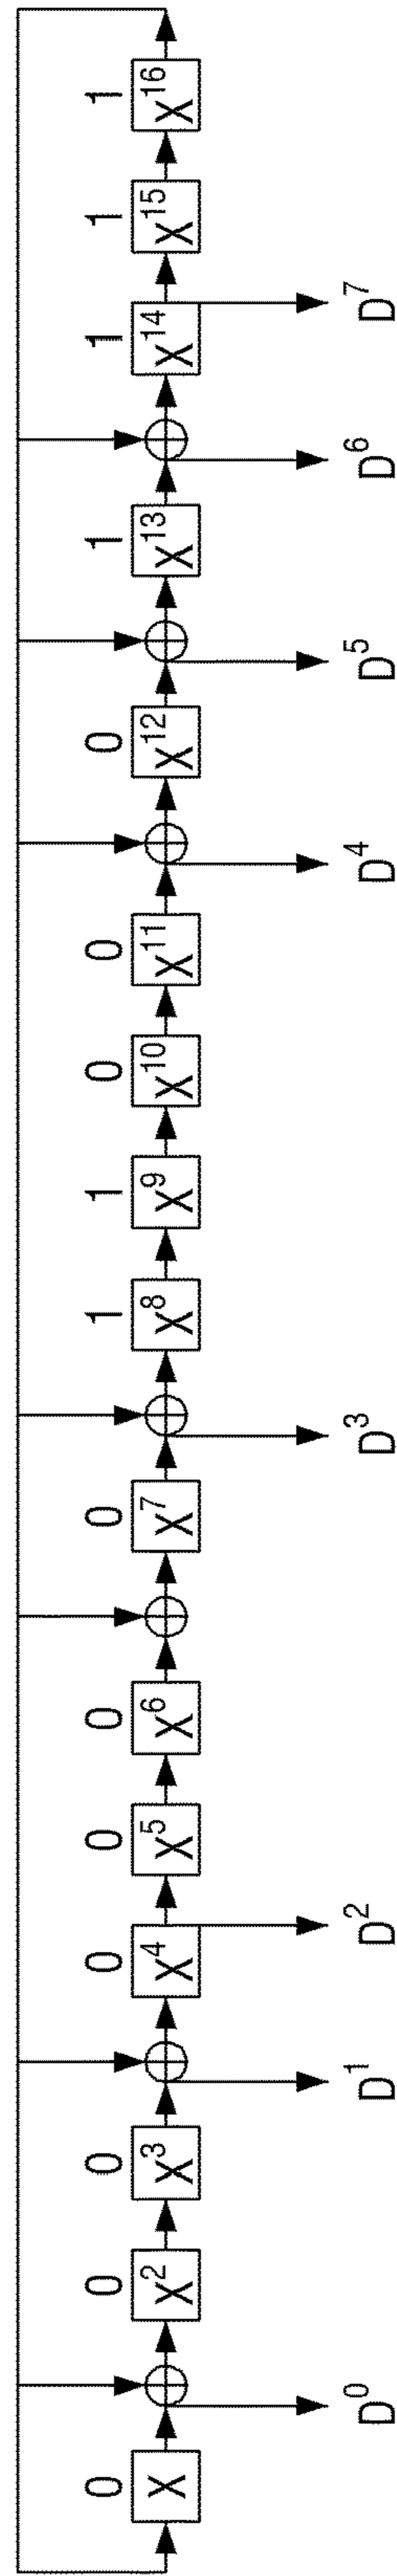 0 0 0 0 0 0 0 1 1 0 0 0 1 1 1 1
X X² X³ X⁴ X⁵ X⁶ X⁷ X⁸ X⁹ X¹⁰ X¹¹ X¹² X¹³ X¹⁴ X¹⁵ X¹⁶
D⁰ D¹ D² D³ D⁴ D⁵ D⁶ D⁷